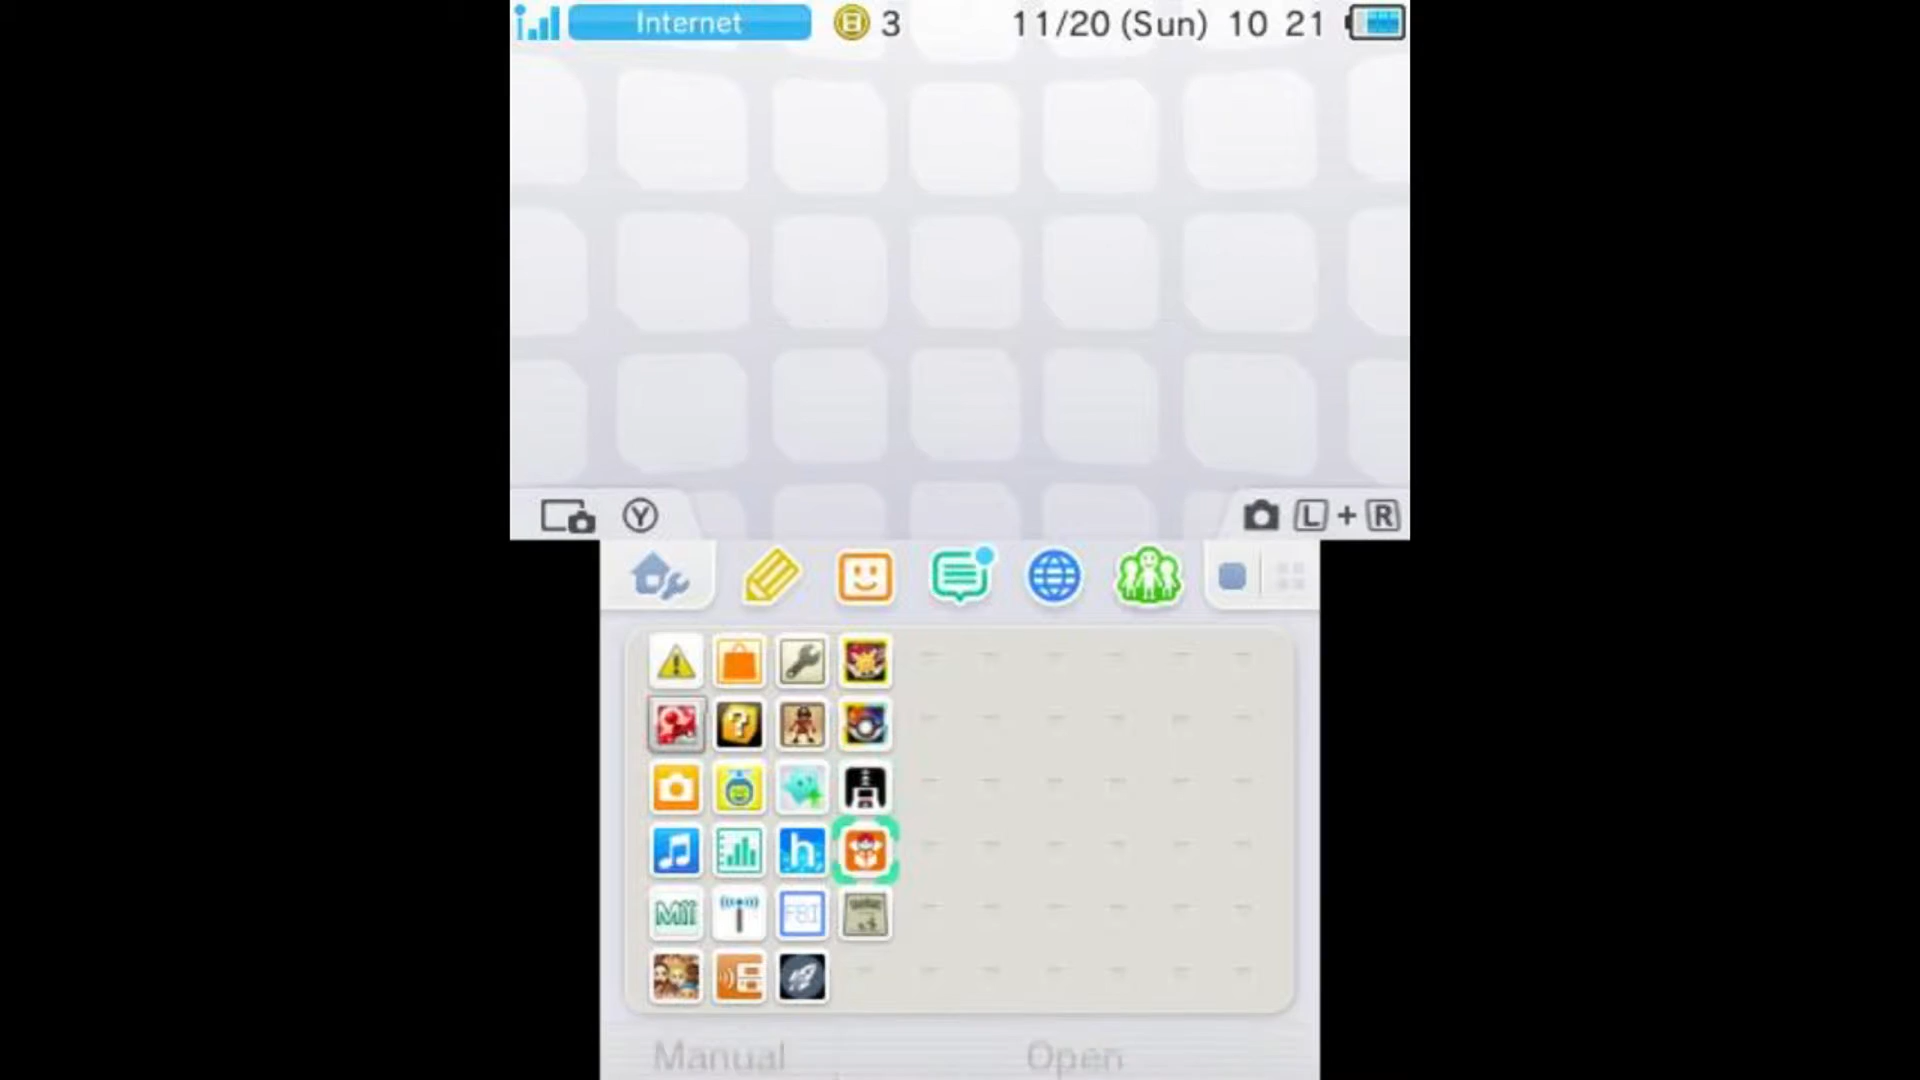 Internet 3 11/20 (Sun) 10 21
Y L + R
?
h
Mii FBI
Manual Open